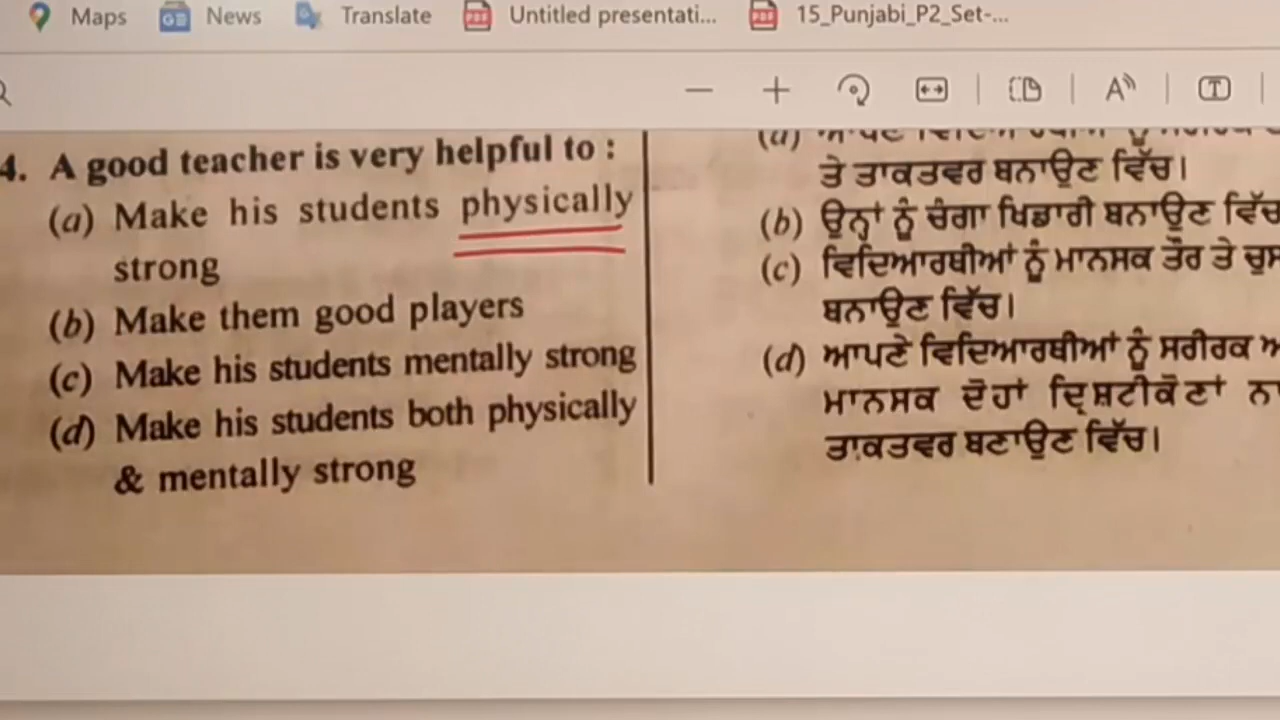 Maps News Translate Untitled presentati... 15_Punjabi_P2_Set-...
4. A good teacher is very helpful to :
(a) Make his students physically
strong
(b) Make them good players
(c) Make his students mentally strong
(d) Make his students both physically
& mentally strong
(a)
ਤੇ ਤਾਕਤਵਰ ਬਨਾਉਣ ਵਿੱਚ।
(b) ਉਨ੍ਹਾਂ ਨੂੰ ਚੰਗਾ ਖਿਡਾਰੀ ਬਨਾਉਣ ਵਿੱਚ
(c) ਵਿਦਿਆਰਥੀਆਂ ਨੂੰ ਮਾਨਸਕ ਤੌਰ ਤੇ
ਬਨਾਉਣ ਵਿੱਚ।
(d) ਆਪਣੇ ਵਿਦਿਆਰਥੀਆਂ ਨੂੰ ਸਰੀਰਕ
ਮਾਨਸਕ ਦੋਹਾਂ ਦ੍ਰਿਸ਼ਟੀਕੋਣਾਂ
ਤਾਕਤਵਰ ਬਣਾਉਣ ਵਿੱਚ।